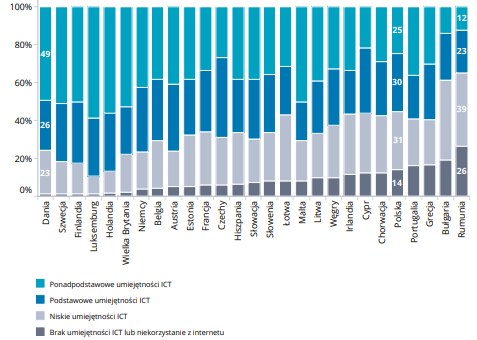 100%
80%
60%
40%
20%
0%
49
26
23
25
30
31
14
12
23
39
26
Dania
Szwecja
Finlandia
Luksemburg
Holandia
Wielka Brytania
Niemcy
Belgia
Austria
Estonia
Francja
Czechy
Hiszpania
Słowacja
Słowenia
Łotwa
Malta
Litwa
Węgry
Irlandia
Cypr
Chorwacja
Polska
Portugalia
Grecja
Bułgaria
Rumunia
Ponadpodstawowe umiejętności ICT
Podstawowe umiejętności ICT
Niskie umiejętności ICT
Brak umiejętności ICT lub niekorzystanie z internetu